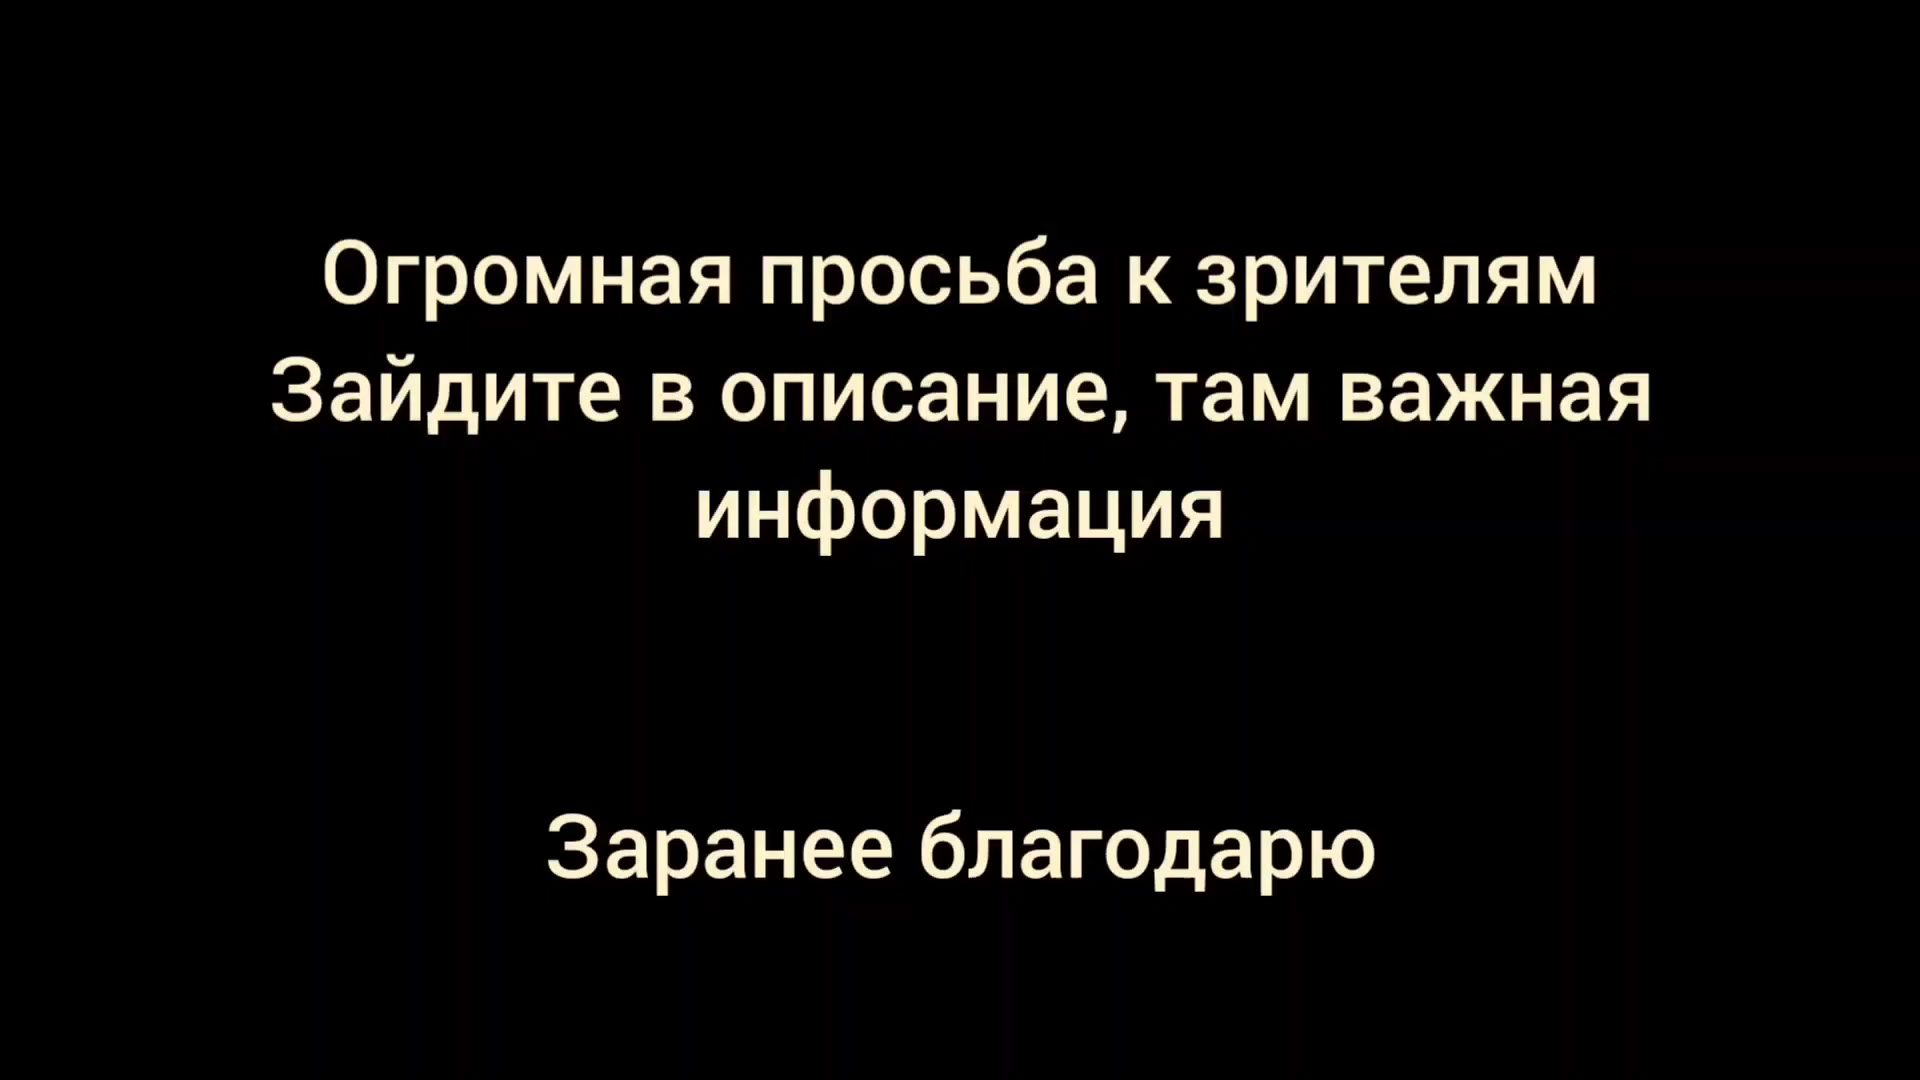 Огромная просьба к зрителям
Зайдите в описание, там важная
информация
Заранее благодарю